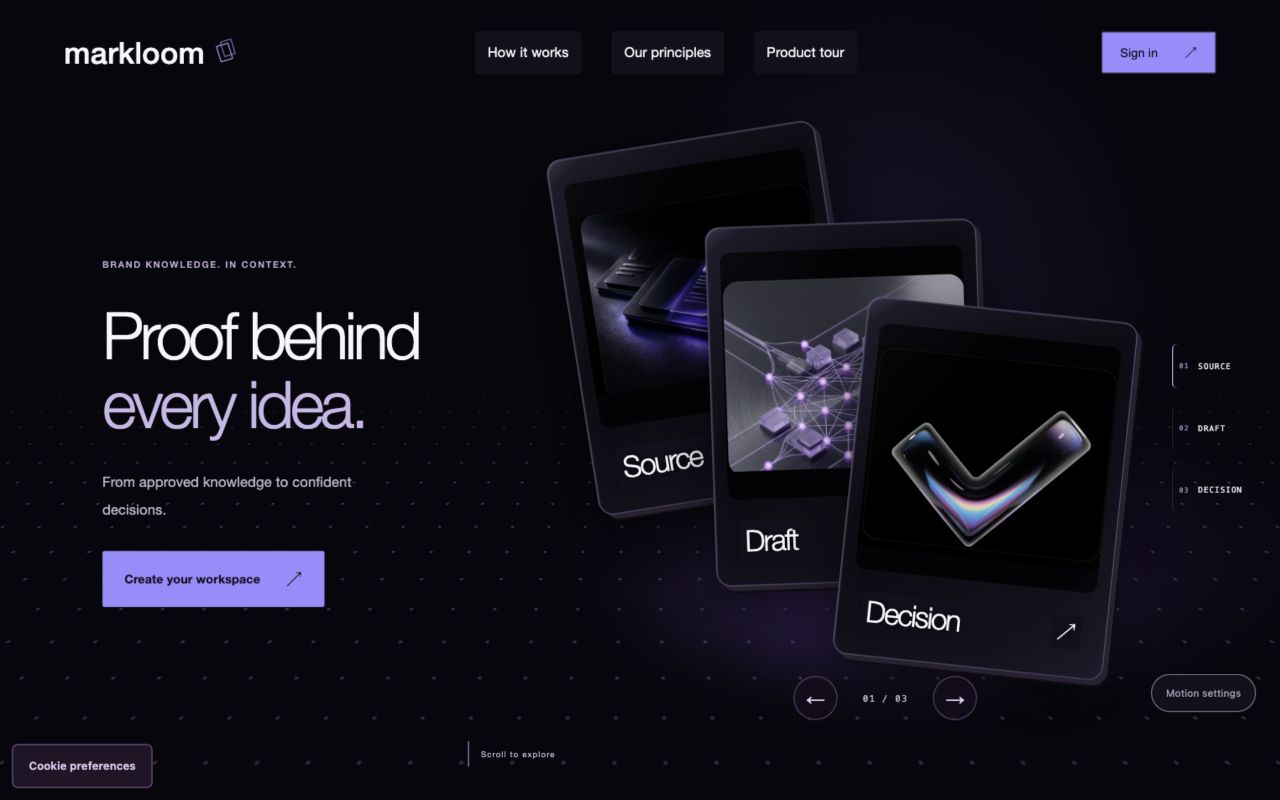 markloom
How it works
Our principles
Product tour
Sign in
BRAND KNOWLEDGE. IN CONTEXT.
Proof behind
every idea.
From approved knowledge to confident
decisions.
Create your workspace
Source
Draft
Decision
01 SOURCE
02 DRAFT
03 DECISION
01 / 03
Motion settings
Scroll to explore
Cookie preferences